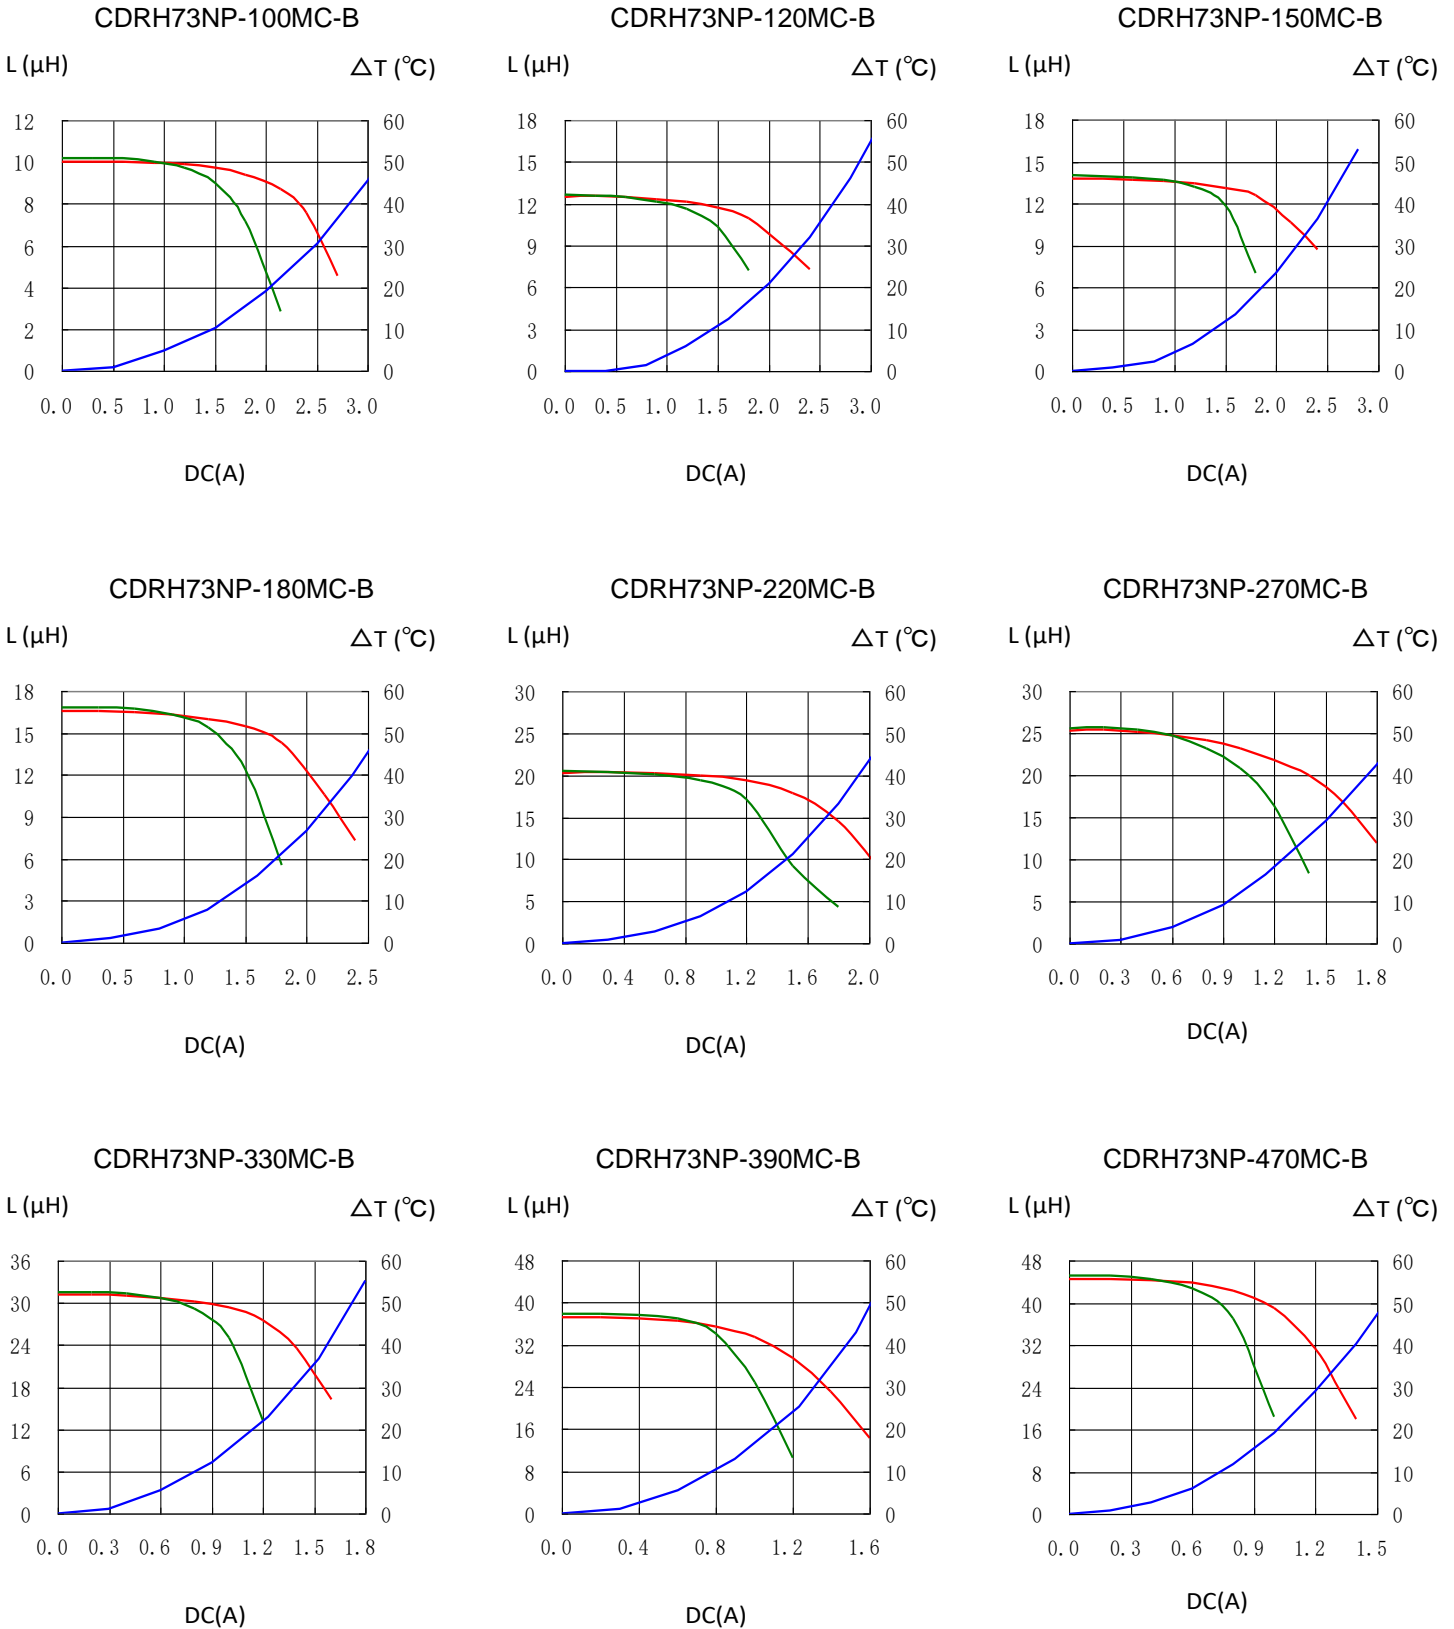 CDRH73NP-100MC-B CDRH73NP-120MC-B CDRH73NP-150MC-B
L (μH) △T (℃) L (μH) △T (℃) L (μH) △T (℃)
12 60 18 60 18 60
10 50 15 50 15 50
8 40 12 40 12 40
6 30 9 30 9 30
4 20 6 20 6 20
2 10 3 10 3 10
0 0 0 0 0 0
0.0 0.5 1.0 1.5 2.0 2.5 3.0 0.0 0.5 1.0 1.5 2.0 2.5 3.0 0.0 0.5 1.0 1.5 2.0 2.5 3.0
DC(A) DC(A) DC(A)
CDRH73NP-180MC-B CDRH73NP-220MC-B CDRH73NP-270MC-B
L (μH) △T (℃) L (μH) △T (℃) L (μH) △T (℃)
18 60 30 60 30 60
15 50 25 50 25 50
12 40 20 40 20 40
9 30 15 30 15 30
6 20 10 20 10 20
3 10 5 10 5 10
0 0 0 0 0 0
0.0 0.5 1.0 1.5 2.0 2.5 0.0 0.4 0.8 1.2 1.6 2.0 0.0 0.3 0.6 0.9 1.2 1.5 1.8
DC(A) DC(A) DC(A)
CDRH73NP-330MC-B CDRH73NP-390MC-B CDRH73NP-470MC-B
L (μH) △T (℃) L (μH) △T (℃) L (μH) △T (℃)
36 60 48 60 48 60
30 50 40 50 40 50
24 40 32 40 32 40
18 30 24 30 24 30
12 20 16 20 16 20
6 10 8 10 8 10
0 0 0 0 0 0
0.0 0.3 0.6 0.9 1.2 1.5 1.8 0.0 0.4 0.8 1.2 1.6 0.0 0.3 0.6 0.9 1.2 1.5
DC(A) DC(A) DC(A)